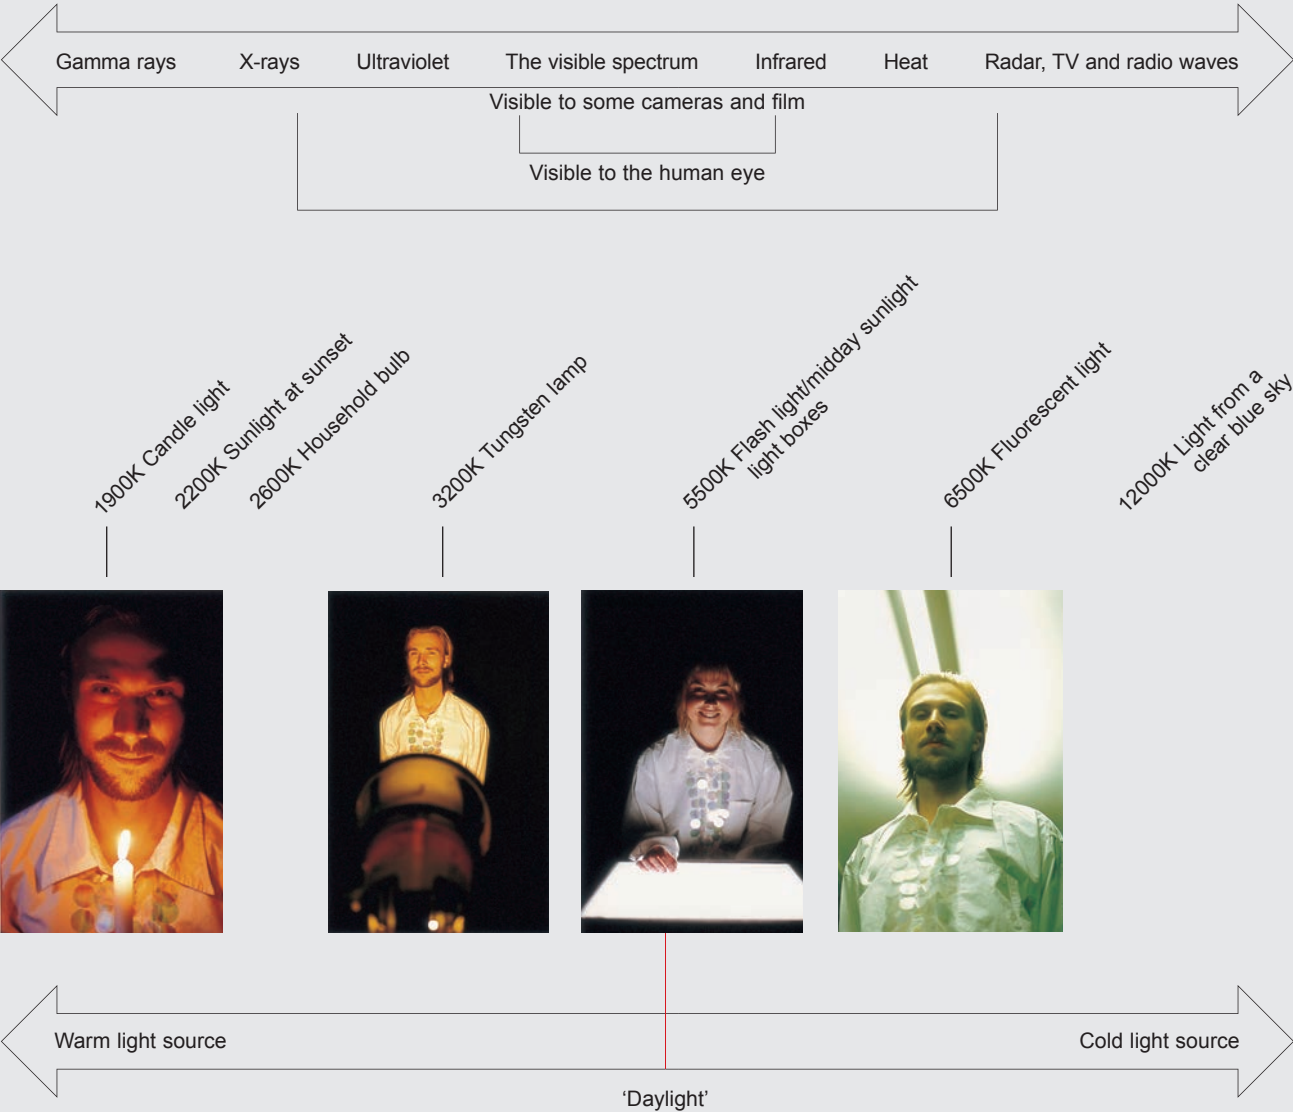 Gamma rays X-rays Ultraviolet The visible spectrum Infrared Heat Radar, TV and radio waves
Visible to some cameras and film
Visible to the human eye
1900K Candle light
2200K Sunlight at sunset
2600K Household bulb
3200K Tungsten lamp
5500K Flash light/midday sunlight
light boxes
6500K Fluorescent light
12000K Light from a
clear blue sky
Warm light source Cold light source
‘Daylight’